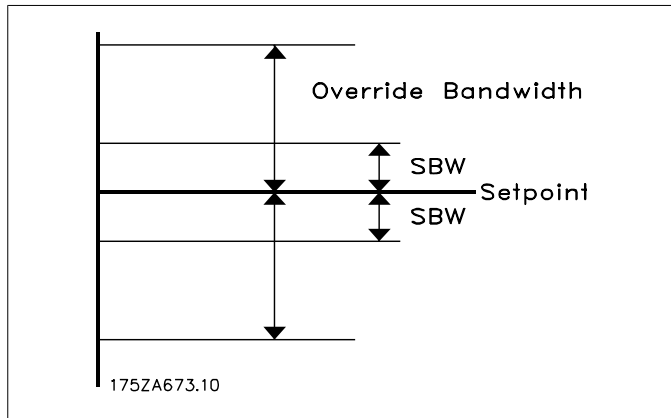 Override Bandwidth
SBW
Setpoint
SBW
175ZA673.10